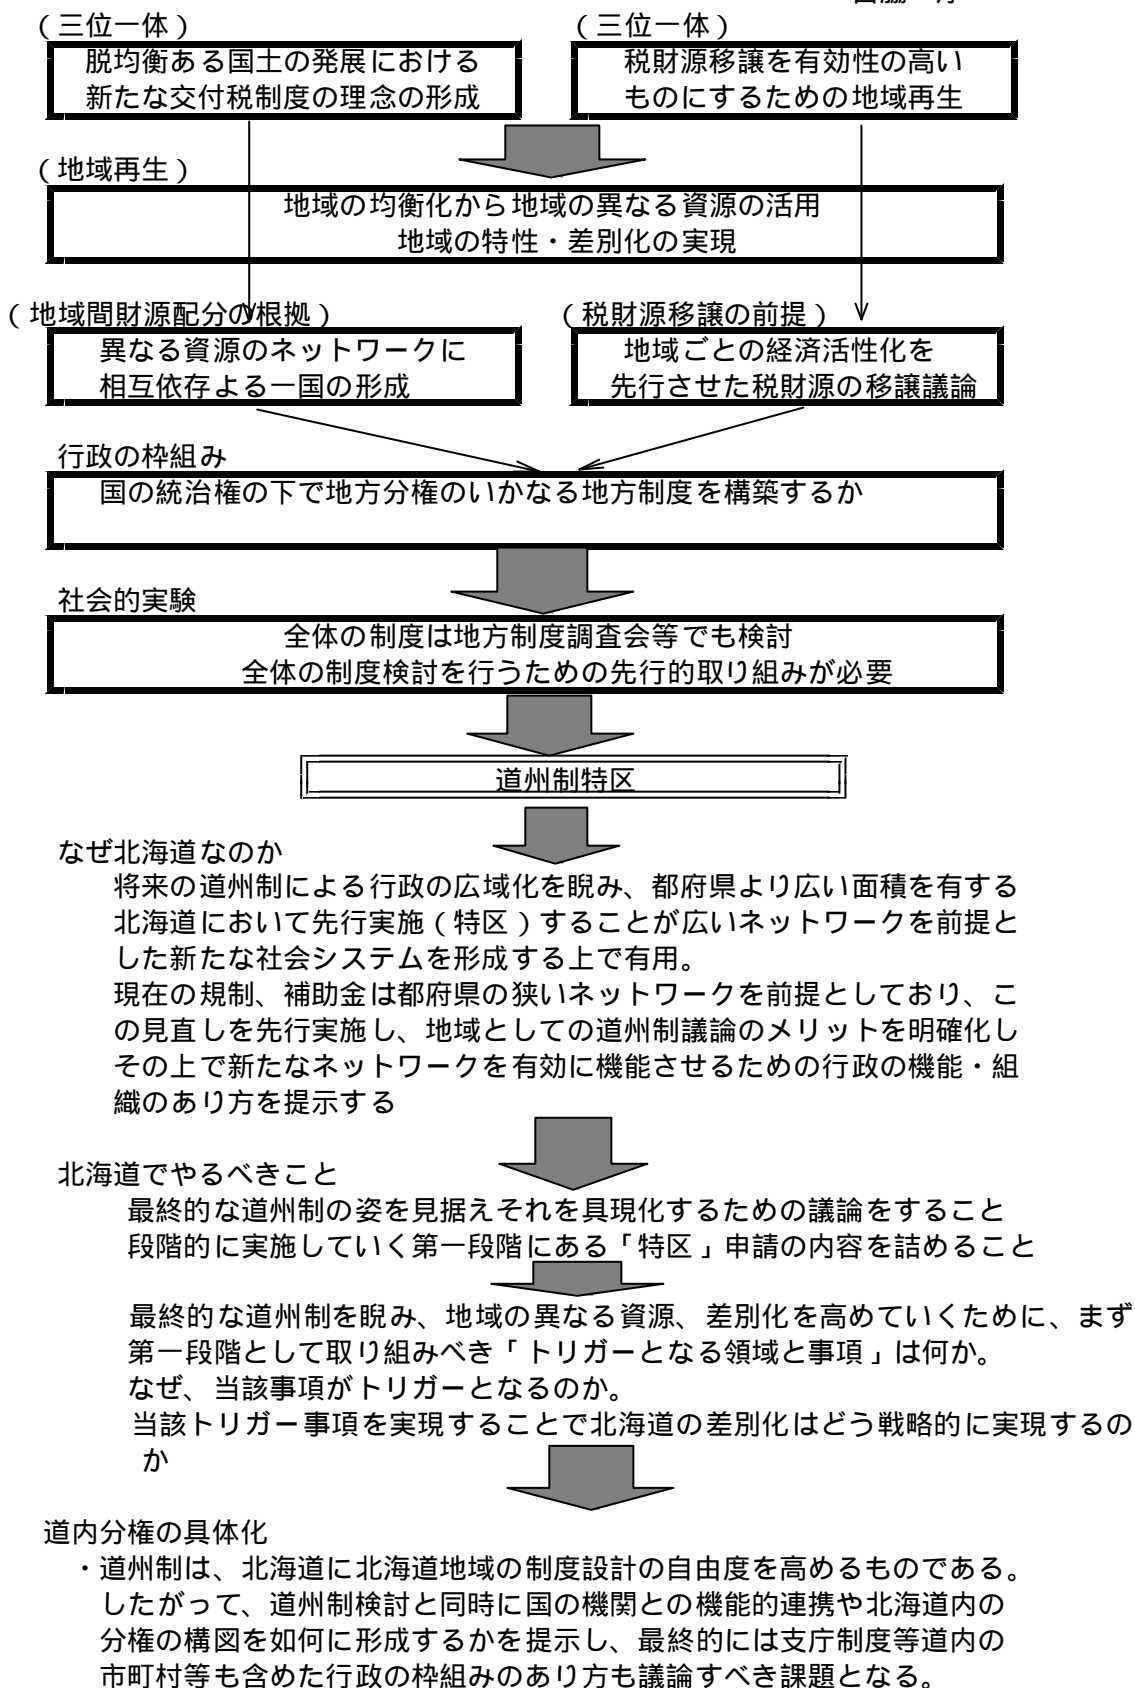 (三位一体)
(三位一体)
脱均衡ある国土の発展における
新たな交付税制度の理念の形成
税財源移譲を有効性の高い
ものにするための地域再生
(地域再生)
地域の均衡化から地域の異なる資源の活用
地域の特性・差別化の実現
(地域間財源配分の根拠)
(税財源移譲の前提)
異なる資源のネットワークに
相互依存よる一国の形成
地域ごとの経済活性化を
先行させた税財源の移譲議論
行政の枠組み
国の統治権の下で地方分権のいかなる地方制度を構築するか
社会的実験
全体の制度は地方制度調査会等でも検討
全体の制度検討を行うための先行的取り組みが必要
道州制特区
なぜ北海道なのか
将来の道州制による行政の広域化を睨み、都府県より広い面積を有する
北海道において先行実施(特区)することが広いネットワークを前提と
した新たな社会システムを形成する上で有用。
現在の規制、補助金は都府県の狭いネットワークを前提としており、こ
の見直しを先行実施し、地域としての道州制議論のメリットを明確化し
その上で新たなネットワークを有効に機能させるための行政の機能・組
織のあり方を提示する
北海道でやるべきこと
最終的な道州制の姿を見据えそれを具現化するための議論をすること
段階的に実施していく第一段階にある「特区」申請の内容を詰めること
最終的な道州制を睨み、地域の異なる資源、差別化を高めていくために、まず
第一段階として取り組みべき「トリガーとなる領域と事項」は何か。
なぜ、当該事項がトリガーとなるのか。
当該トリガー事項を実現することで北海道の差別化はどう戦略的に実現するの
か
道内分権の具体化
・道州制は、北海道に北海道地域の制度設計の自由度を高めるものである。
したがって、道州制検討と同時に国の機関との機能的連携や北海道内の
分権の構図を如何に形成するかを提示し、最終的には支庁制度等道内の
市町村等も含めた行政の枠組みのあり方も議論すべき課題となる。